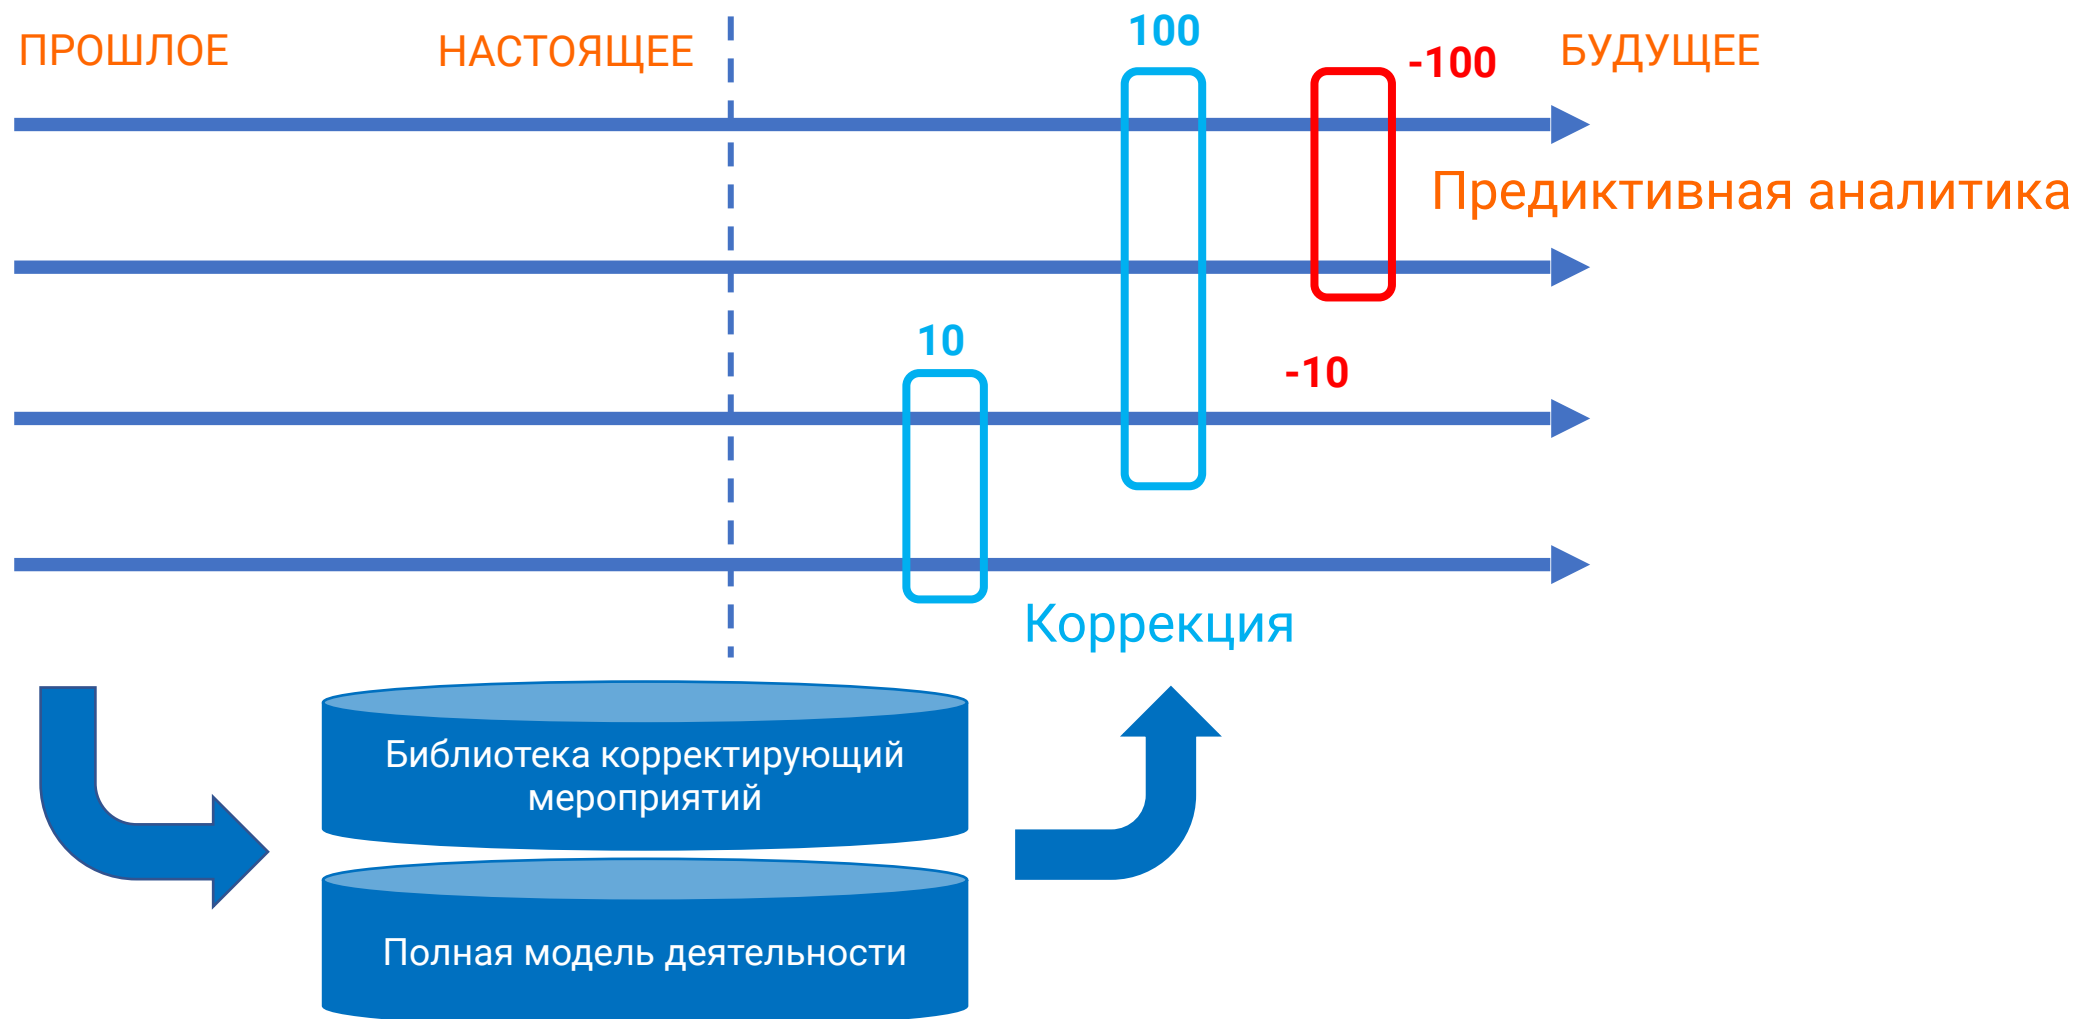 ПРОШЛОЕ
НАСТОЯЩЕЕ
100
-100
БУДУЩЕЕ
Предиктивная аналитика
10
-10
Коррекция
Библиотека корректирующий
мероприятий
Полная модель деятельности